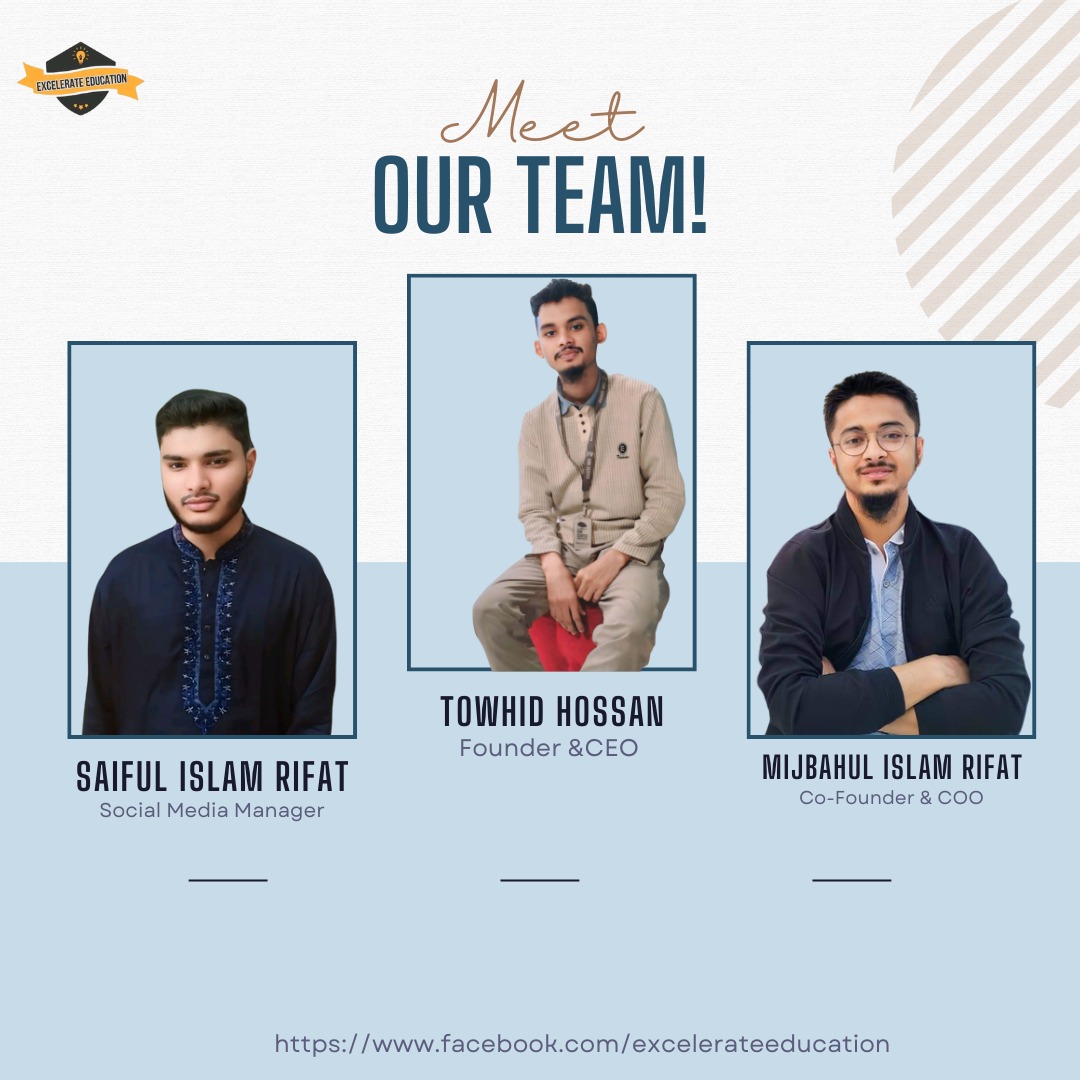 EXCELERATE EDUCATION
Meet
OUR TEAM!
TOWHID HOSSAN
Founder &CEO
SAIFUL ISLAM RIFAT
Social Media Manager
MIJBAHUL ISLAM RIFAT
Co-Founder & COO
https://www.facebook.com/excelerateeducation